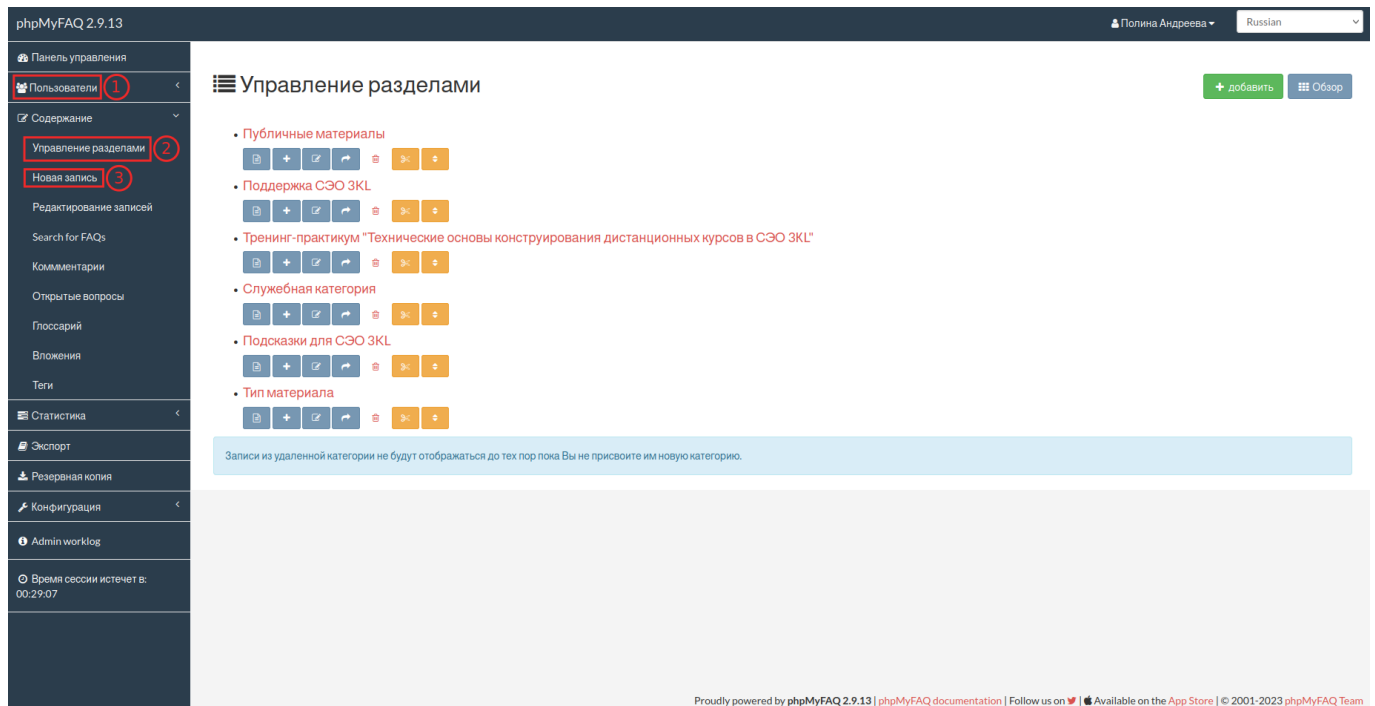 phpMyFAQ 2.9.13
Полина Андреева
Russian
Панель управления
Пользователи 1
Содержание
Управление разделами 2
Новая запись 3
Редактирование записей
Search for FAQs
Коммментарии
Открытые вопросы
Глоссарий
Вложения
Теги
Статистика
Экспорт
Резервная копия
Конфигурация
Admin worklog
Время сессии истечет в:
00:29:07
Управление разделами
добавить
Обзор
Публичные материалы
Поддержка СЭО 3KL
Тренинг-практикум "Технические основы конструирования дистанционных курсов в СЭО 3KL"
Служебная категория
Подсказки для СЭО 3KL
Тип материала
Записи из удаленной категории не будут отображаться до тех пор пока Вы не присвоите им новую категорию.
Proudly powered by phpMyFAQ 2.9.13 | phpMyFAQ documentation | Follow us on | Available on the App Store | © 2001-2023 phpMyFAQ Team